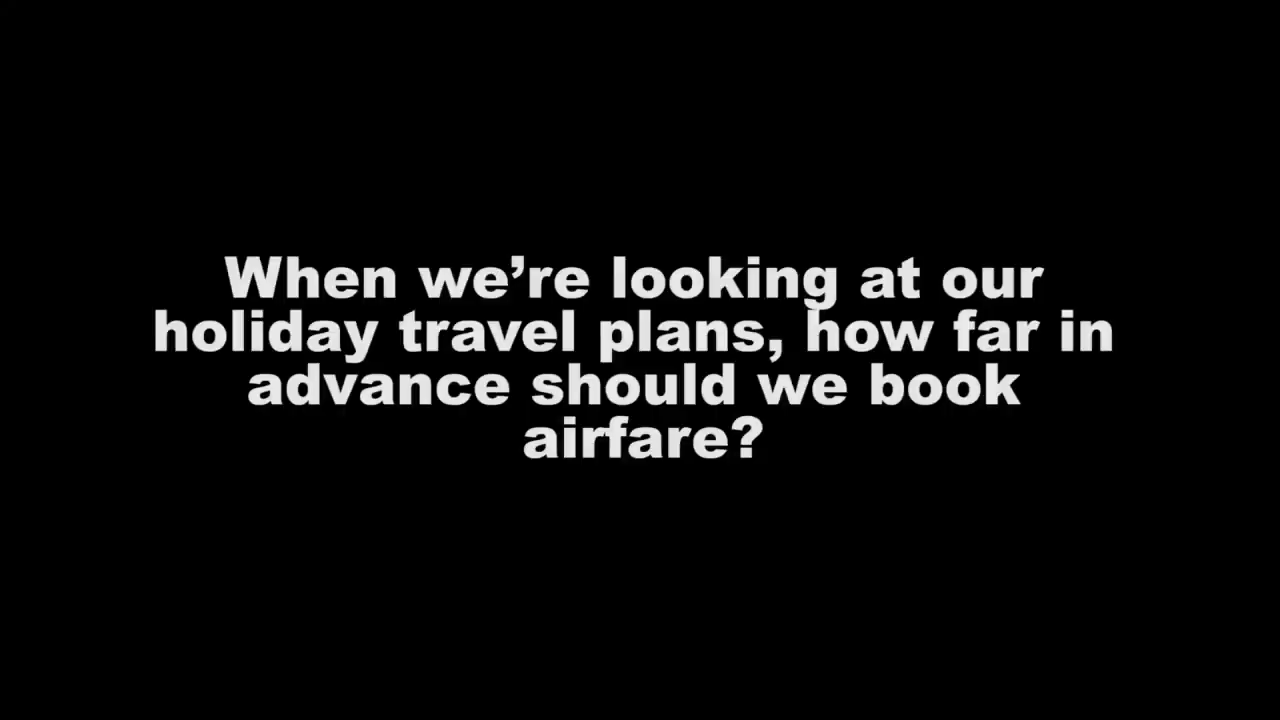 When we’re looking at our
holiday travel plans, how far in
advance should we book
airfare?